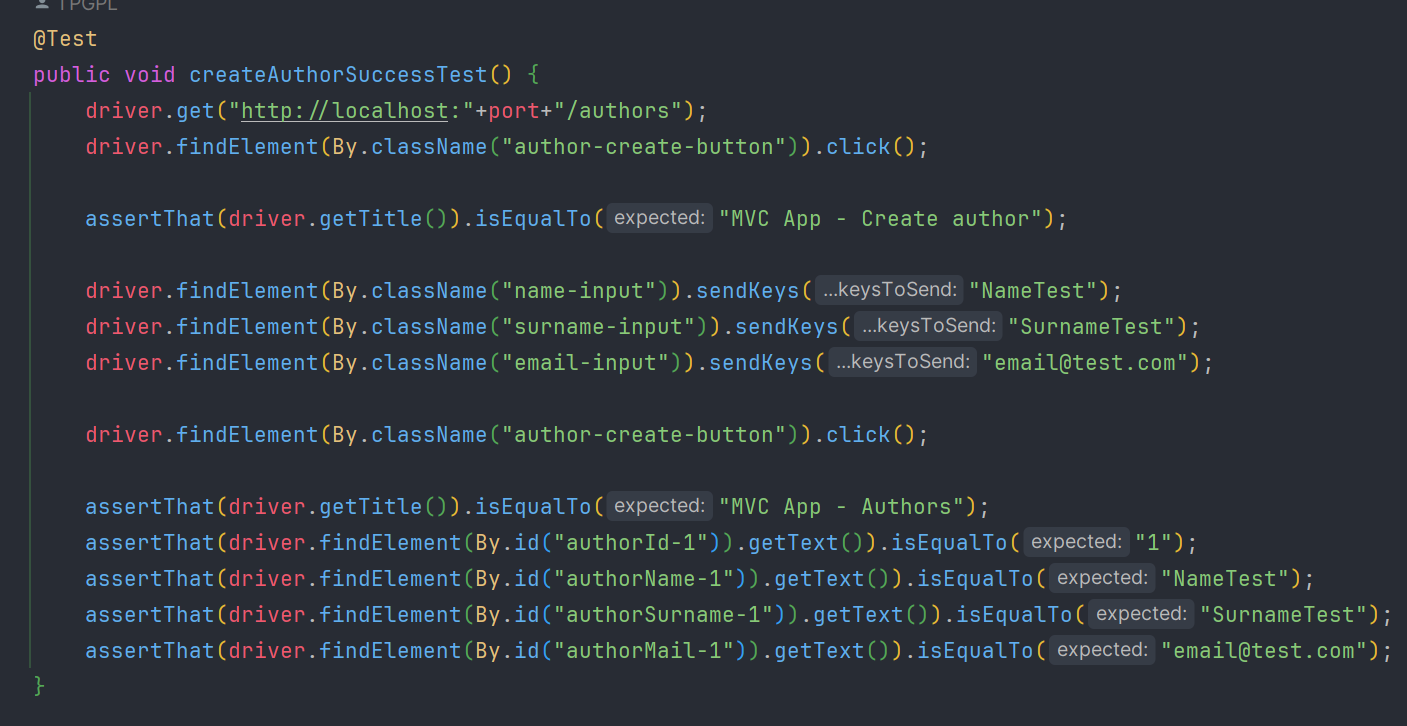 TPGPL
@Test
public void createAuthorSuccessTest() {
driver.get("http://localhost:"+port+"/authors");
driver.findElement(By.className("author-create-button")).click();
assertThat(driver.getTitle()).isEqualTo( expected: "MVC App - Create author");
driver.findElement(By.className("name-input")).sendKeys( ...keysToSend: "NameTest");
driver.findElement(By.className("surname-input")).sendKeys( ...keysToSend: "SurnameTest");
driver.findElement(By.className("email-input")).sendKeys( ...keysToSend: "email@test.com");
driver.findElement(By.className("author-create-button")).click();
assertThat(driver.getTitle()).isEqualTo( expected: "MVC App - Authors");
assertThat(driver.findElement(By.id("authorId-1")).getText()).isEqualTo( expected: "1");
assertThat(driver.findElement(By.id("authorName-1")).getText()).isEqualTo( expected: "NameTest");
assertThat(driver.findElement(By.id("authorSurname-1")).getText()).isEqualTo( expected: "SurnameTest");
assertThat(driver.findElement(By.id("authorMail-1")).getText()).isEqualTo( expected: "email@test.com");
}